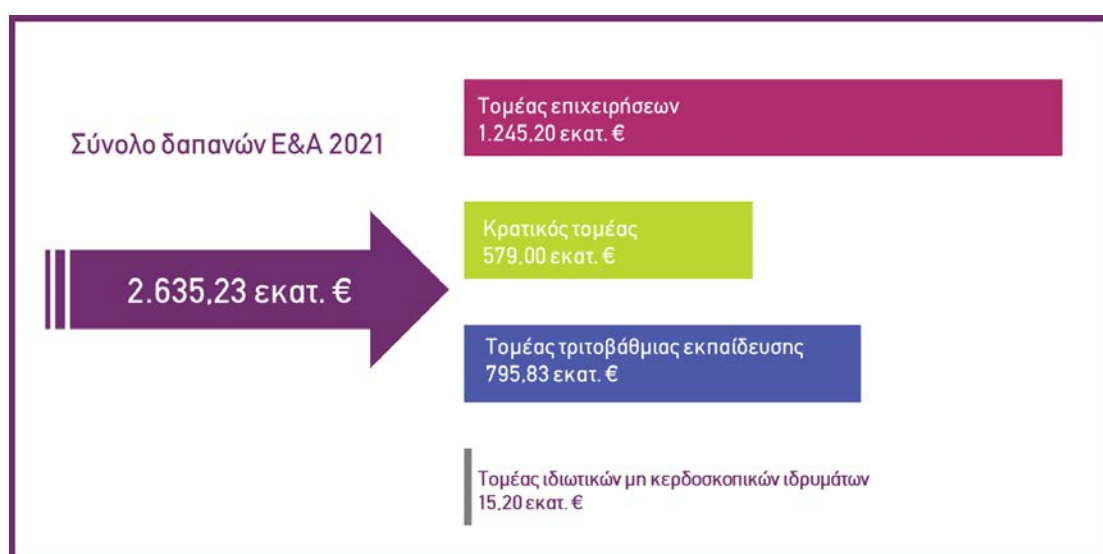 Σύνολο δαπανών Ε&Α 2021
2.635,23 εκατ. €
Τομέας επιχειρήσεων
1.245,20 εκατ. €
Κρατικός τομέας
579,00 εκατ. €
Τομέας τριτοβάθμιας εκπαίδευσης
795,83 εκατ. €
Τομέας ιδιωτικών μη κερδοσκοπικών ιδρυμάτων
15,20 εκατ. €